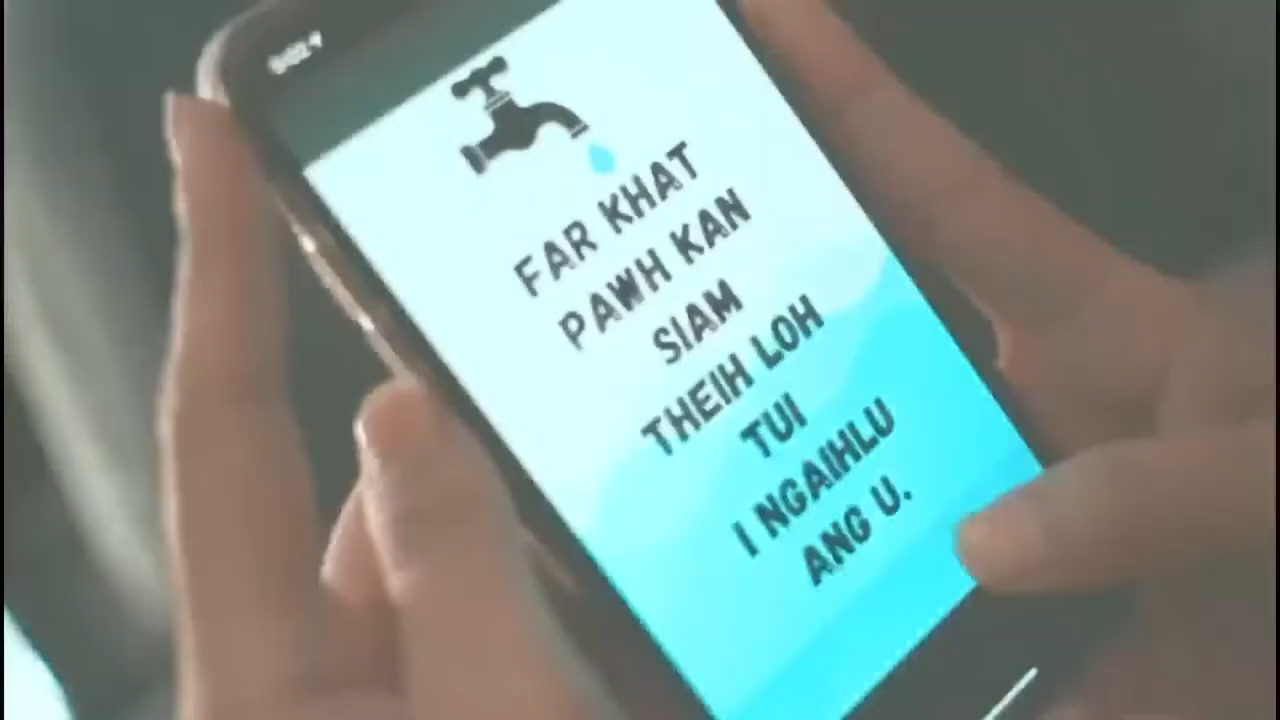 FAR KHAT
PAWH KAN
SIAM
THEIH LOH
TUI
I NGAIHLU
ANG U.